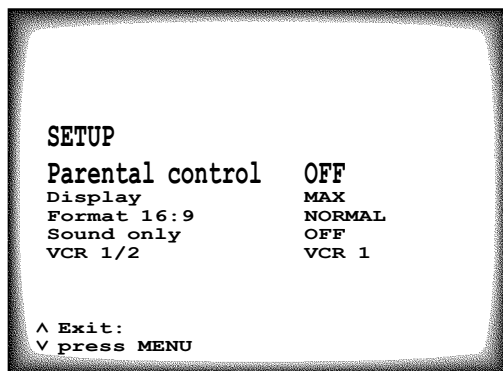 SETUP
Parental control OFF
Display MAX
Format 16:9 NORMAL
Sound only OFF
VCR 1/2 VCR 1
∧ Exit:
∨ press MENU